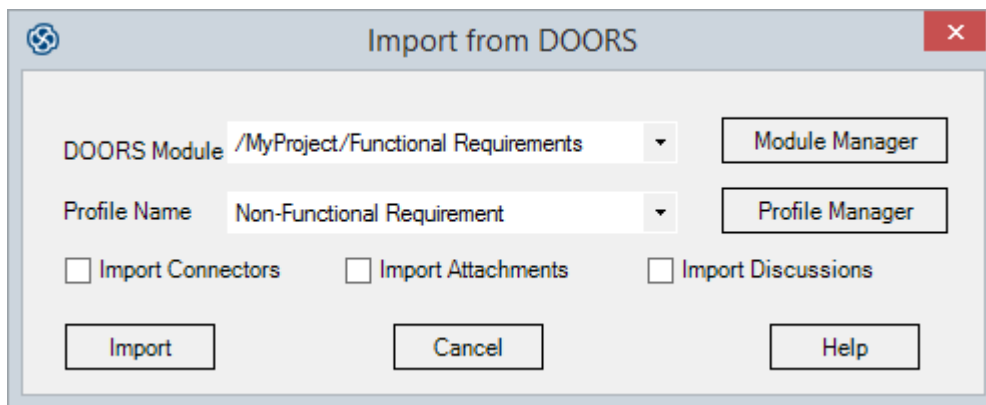 Import from DOORS
DOORS Module /MyProject/Functional Requirements Module Manager
Profile Name Non-Functional Requirement Profile Manager
Import Connectors Import Attachments Import Discussions
Import Cancel Help